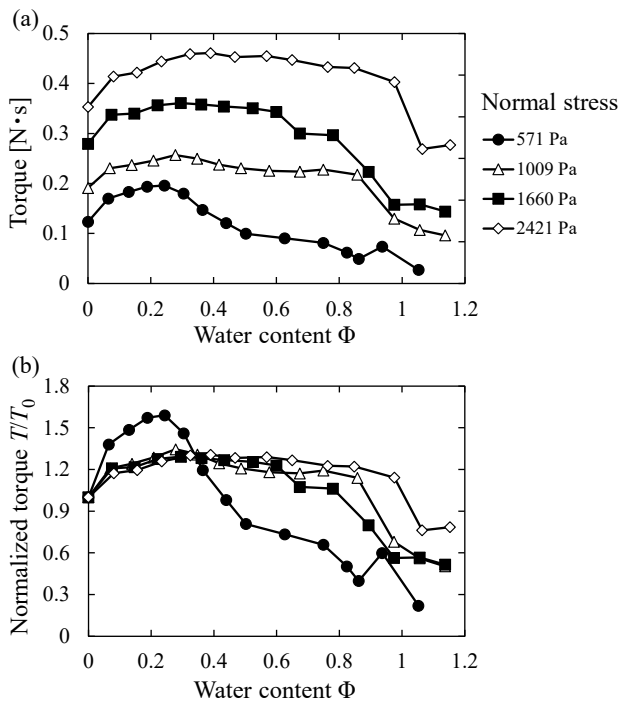 (a)
0.5
0.4
0.3
0.2
0.1
0
Torque [N・s]
0 0.2 0.4 0.6 0.8 1 1.2
Water content Φ
Normal stress
571 Pa
1009 Pa
1660 Pa
2421 Pa
(b)
1.8
1.5
1.2
0.9
0.6
0.3
0
Normalized torque T/T0
0 0.2 0.4 0.6 0.8 1 1.2
Water content Φ